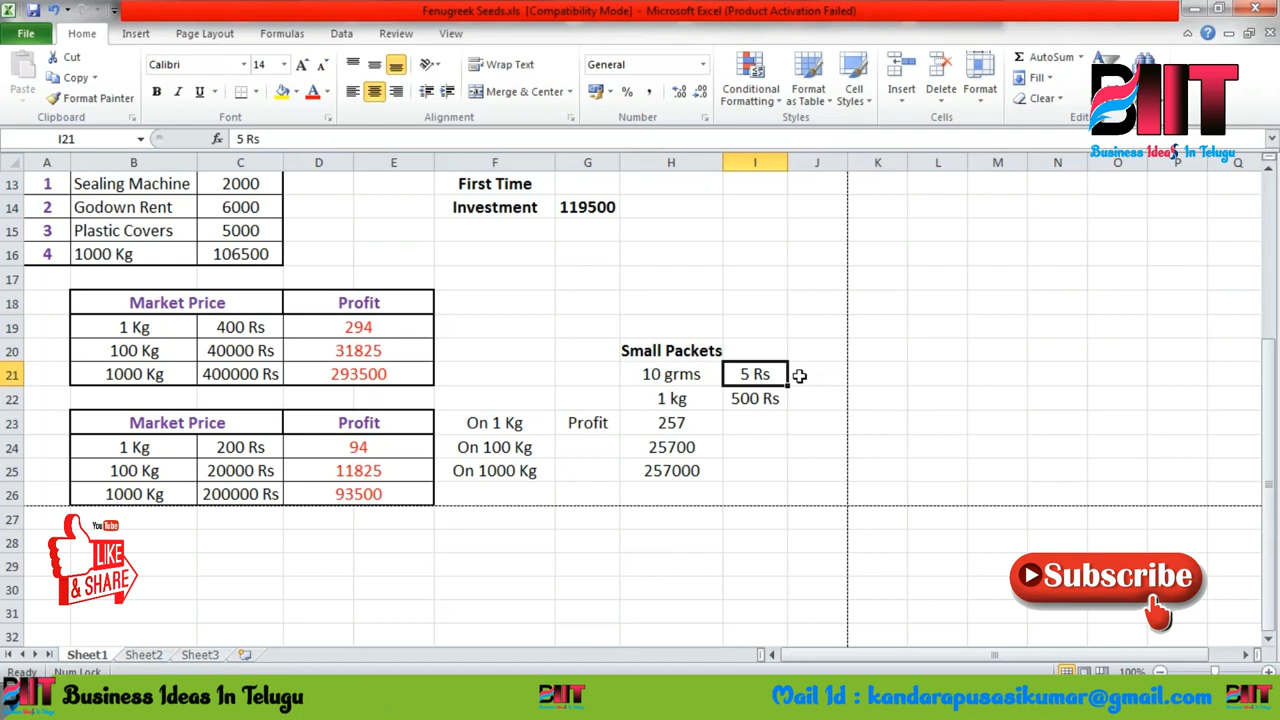 Fenugreek Seeds.xls [Compatibility Mode] - Microsoft Excel (Product Activation Failed)
File Home Insert Page Layout Formulas Data Review View
Paste
Cut
Copy
Format Painter
Clipboard
Calibri 14
B I U
Font
Wrap Text
Merge & Center
Alignment
General
Number
Conditional Formatting
Format as Table
Cell Styles
Styles
Insert Delete Format
Cells
AutoSum
Fill
Clear
BIIT
Business Ideas In Telugu
I21 fx 5 Rs
A B C D E F G H I J K L M N O P Q
13 1 Sealing Machine 2000 First Time
14 2 Godown Rent 6000 Investment 119500
15 3 Plastic Covers 5000
16 4 1000 Kg 106500
17
18 Market Price Profit
19 1 Kg 400 Rs 294
20 100 Kg 40000 Rs 31825 Small Packets
21 1000 Kg 400000 Rs 293500 10 grms 5 Rs
22 1 kg 500 Rs
23 Market Price Profit On 1 Kg Profit 257
24 1 Kg 200 Rs 94 On 100 Kg 25700
25 100 Kg 20000 Rs 11825 On 1000 Kg 257000
26 1000 Kg 200000 Rs 93500
27
28
29
30
31
32
YouTube
LIKE
& SHARE
Subscribe
Sheet1 Sheet2 Sheet3
Ready Num Lock 100%
BIIT Business Ideas In Telugu BIIT Mail Id : kandarapusasikumar@gmail.com BIIT